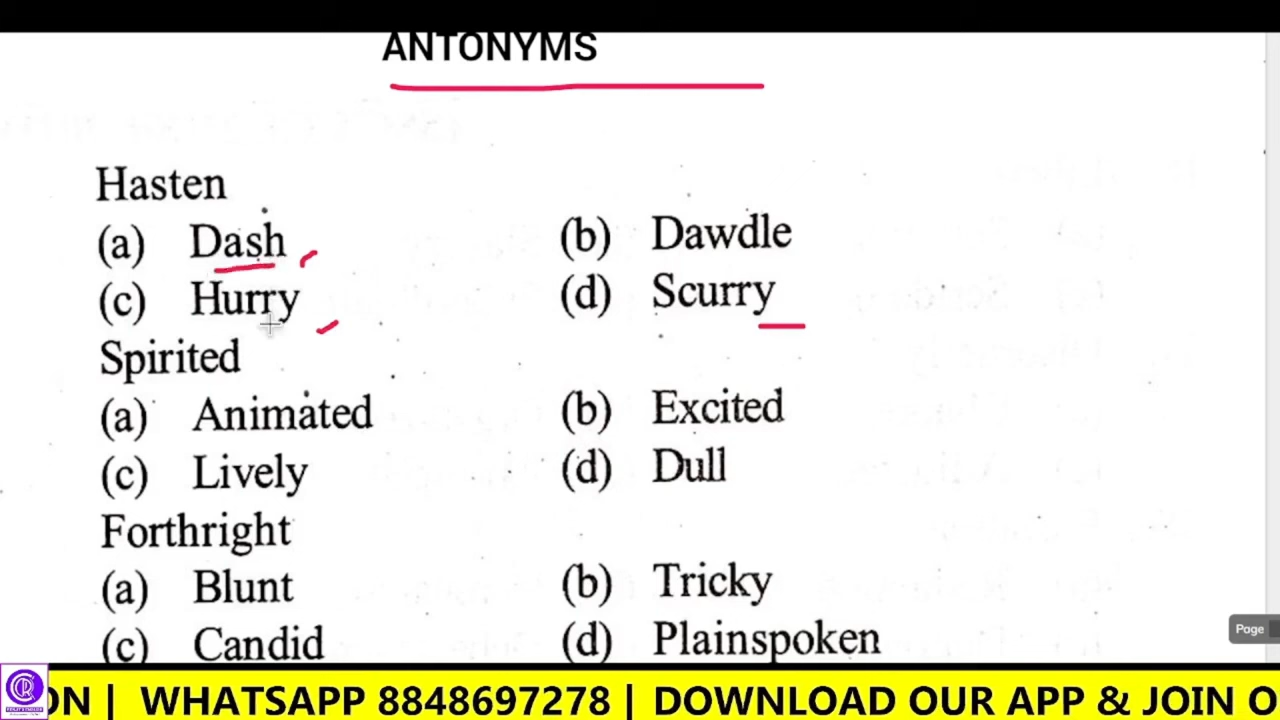 ANTONYMS
Hasten
(a) Dash (b) Dawdle
(c) Hurry (d) Scurry
Spirited
(a) Animated (b) Excited
(c) Lively (d) Dull
Forthright
(a) Blunt (b) Tricky
(c) Candid (d) Plainspoken
Page
ON | WHATSAPP 8848697278 | DOWNLOAD OUR APP & JOIN O